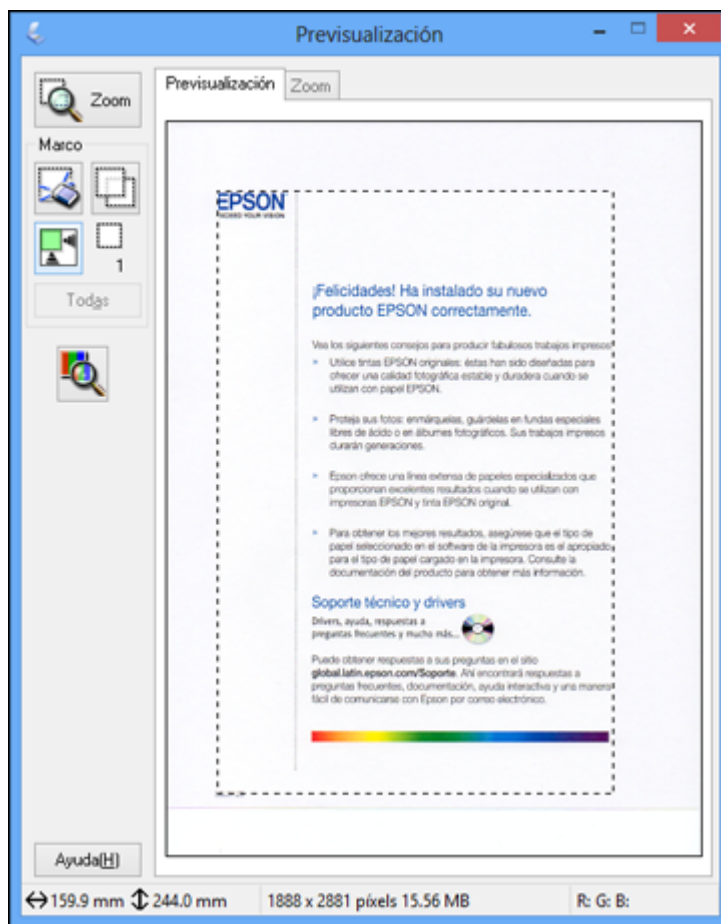 Previsualización
Zoom
Previsualización
Zoom
Marco
1
Todas
EPSON
EXCEED YOUR VISION
¡Felicidades! Ha instalado su nuevo
producto EPSON correctamente.
Vea los siguientes consejos para producir fabulosos trabajos impresos:
» Utilice tintas EPSON originales: éstas han sido diseñadas para
ofrecer una calidad fotográfica estable y duradera cuando se
utilizan con papel EPSON.
» Proteja sus fotos: enmárquelas, guárdelas en fundas especiales
libres de ácido o en álbumes fotográficos. Sus trabajos impresos
durarán generaciones.
» Epson ofrece una línea extensa de papeles especializados que
proporcionan excelentes resultados cuando se utilizan con
impresoras EPSON y tinta EPSON original.
» Para obtener los mejores resultados, asegúrese que el tipo de
papel seleccionado en el software de la impresora es el apropiado
para el tipo de papel cargado en la impresora. Consulte la
documentación del producto para obtener más información.
Soporte técnico y drivers
Drivers, ayuda, respuestas a
preguntas frecuentes y mucho más...
Puede obtener respuestas a sus preguntas en el sitio
global.latin.epson.com/Soporte. Ahí encontrará respuestas a
preguntas frecuentes, documentación, ayuda interactiva y una manera
fácil de comunicarse con Epson por correo electrónico.
Ayuda(H)
159.9 mm 244.0 mm 1888 x 2881 píxels 15.56 MB R: G: B: